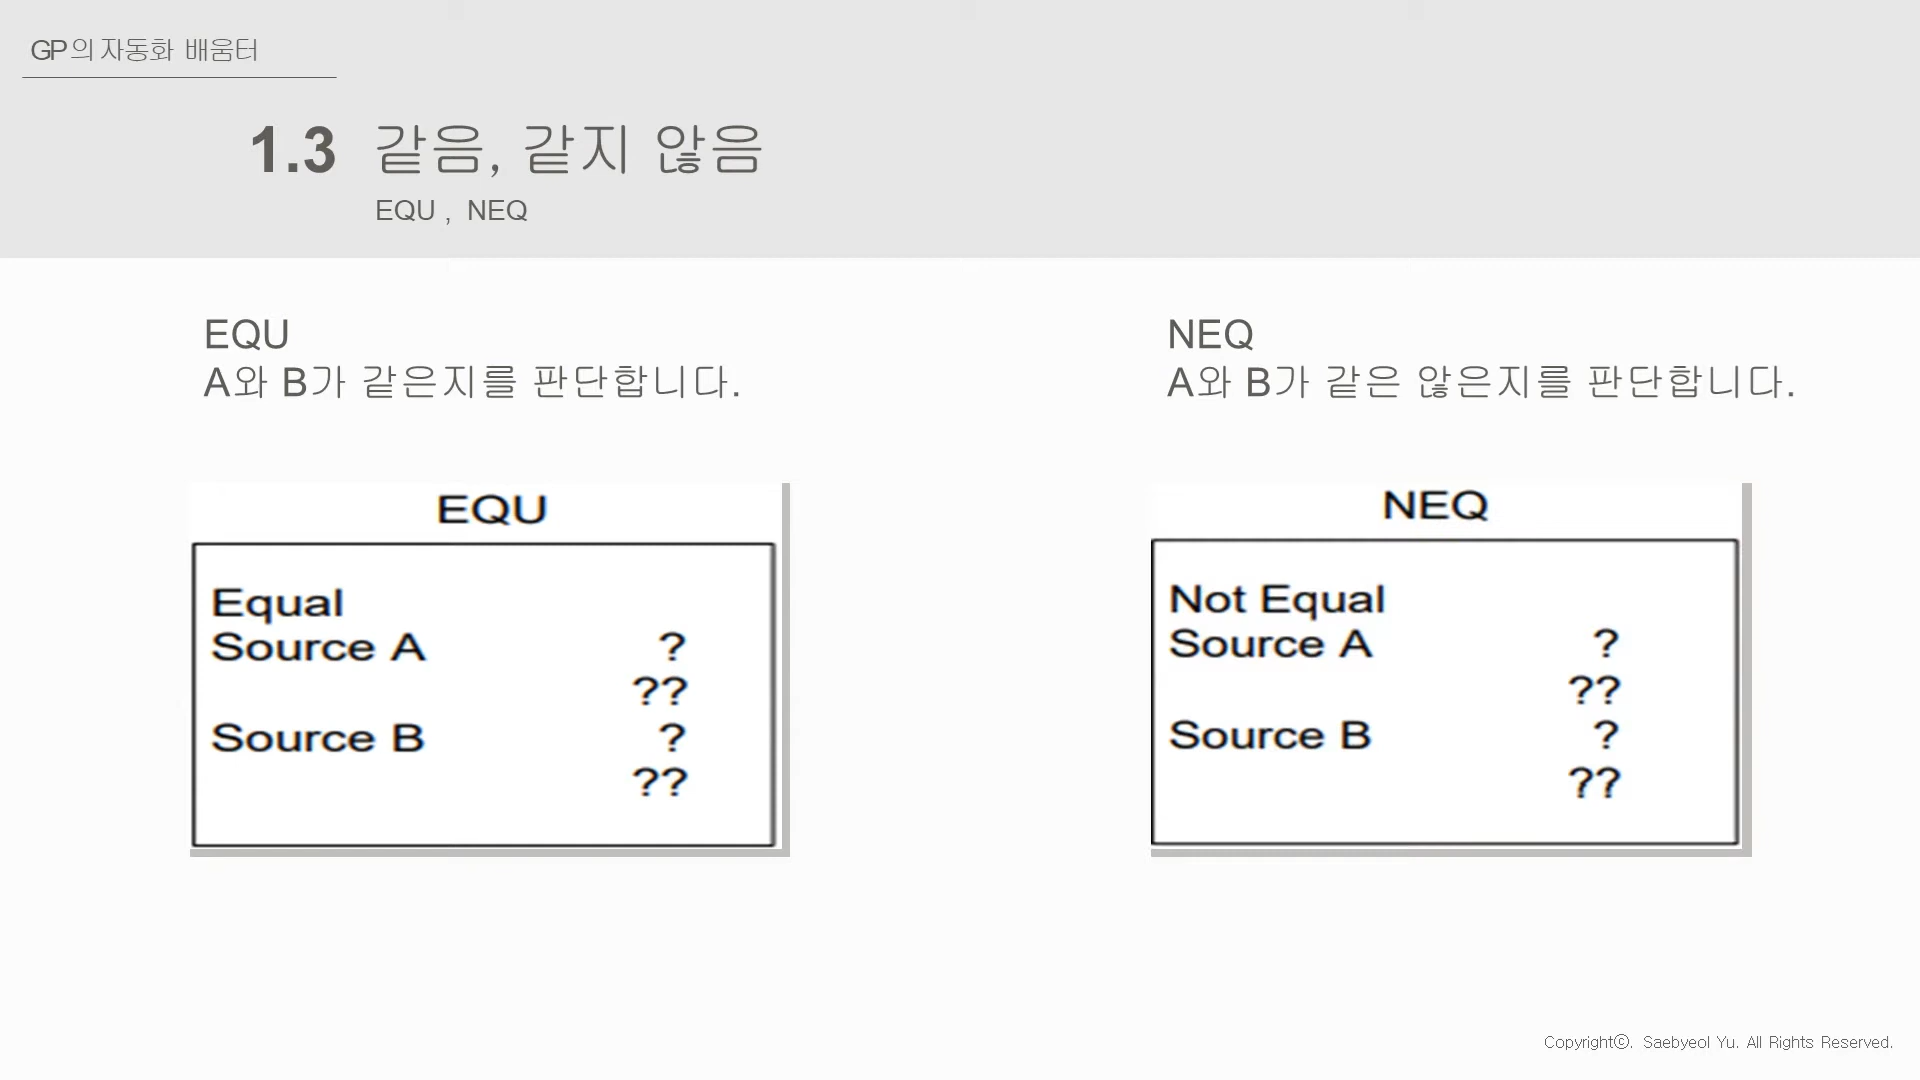 GP의 자동화 배움터
1.3 같음, 같지 않음
EQU , NEQ
EQU
A와 B가 같은지를 판단합니다.
NEQ
A와 B가 같은 않은지를 판단합니다.
EQU
Equal
Source A ?
??
Source B ?
??
NEQ
Not Equal
Source A ?
??
Source B ?
??
Copyrightⓒ. Saebyeol Yu. All Rights Reserved.